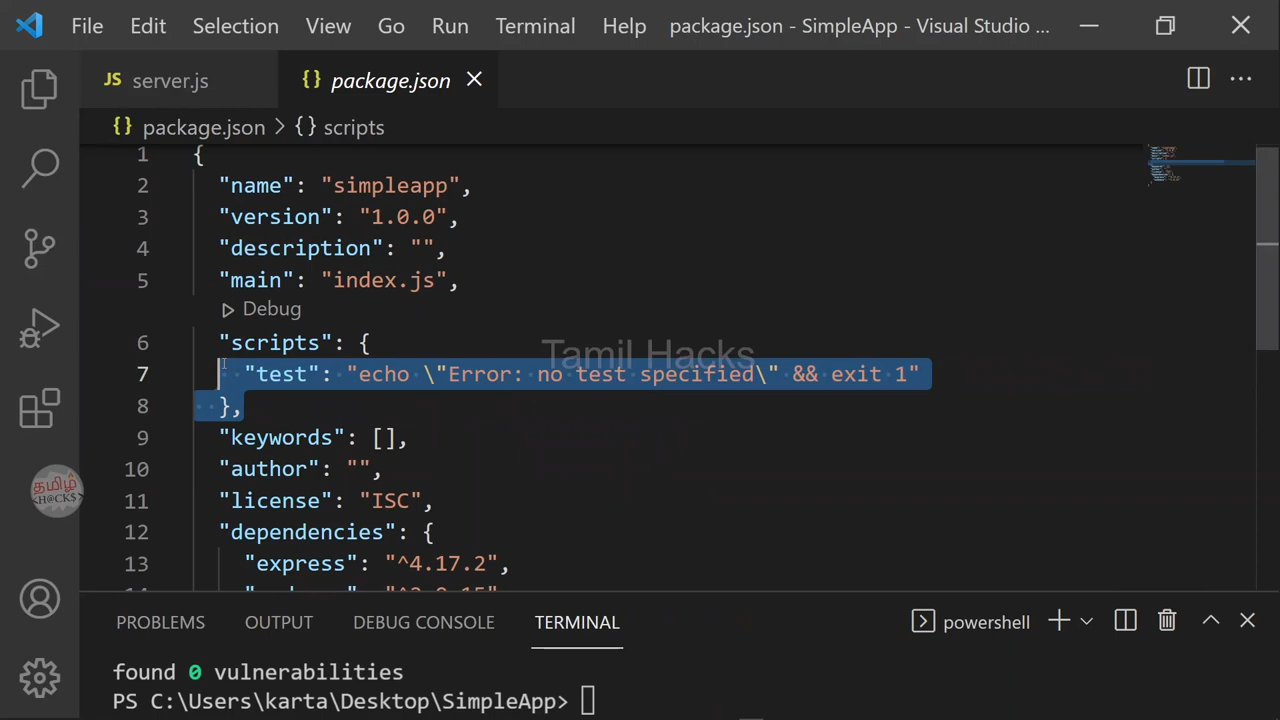 File Edit Selection View Go Run Terminal Help package.json - SimpleApp - Visual Studio ...
JS server.js {} package.json
{} package.json > {} scripts
1 {
2 "name": "simpleapp",
3 "version": "1.0.0",
4 "description": "",
5 "main": "index.js",
Debug
6 "scripts": {
Tamil Hacks
7 "test": "echo \"Error: no test specified\" && exit 1"
8 },
9 "keywords": [],
10 "author": "",
தமிழ்
<H@CK$>
11 "license": "ISC",
12 "dependencies": {
13 "express": "^4.17.2",
PROBLEMS OUTPUT DEBUG CONSOLE TERMINAL powershell
found 0 vulnerabilities
PS C:\Users\karta\Desktop\SimpleApp>